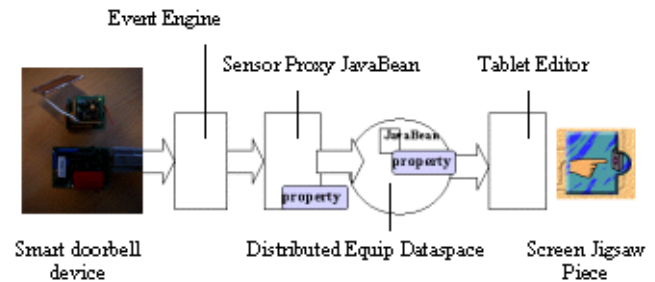 Event Engine
Sensor Proxy JavaBean
Tablet Editor
JavaBean
property
property
Smart doorbell
device
Distributed Equip Dataspace
Screen Jigsaw
Piece